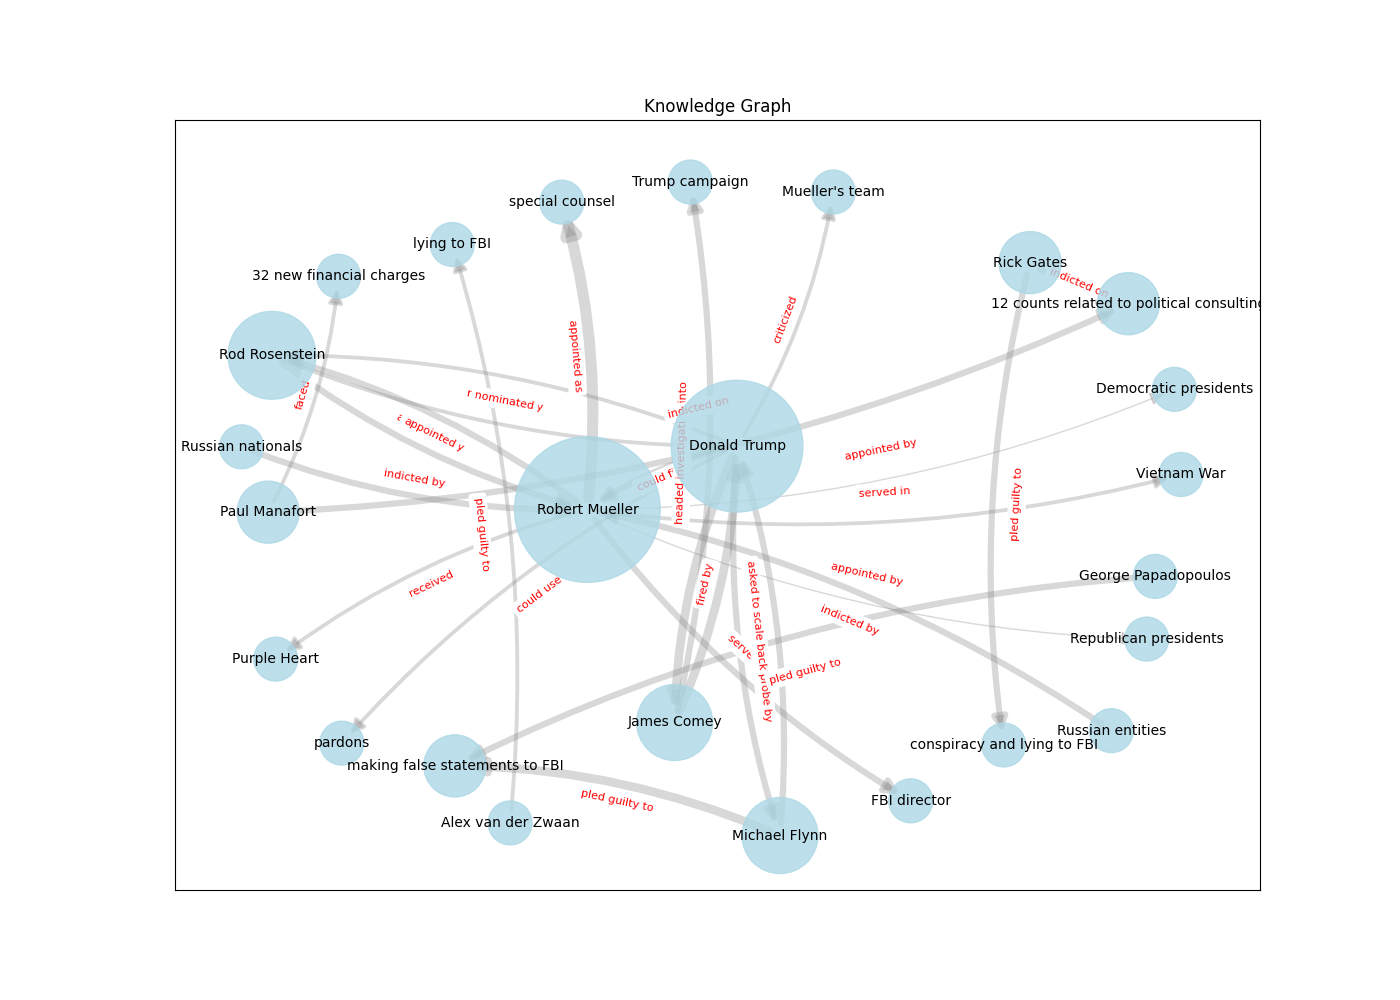 Knowledge Graph
Trump campaign
Mueller's team
special counsel
lying to FBI
32 new financial charges
Rick Gates
indicted on
12 counts related to political consulting
appointed as
criticized
Rod Rosenstein
faced
nominated
appointed
indicted on
headed investigati into
Donald Trump
Democratic presidents
appointed by
Russian nationals
indicted by
could
Vietnam War
served in
Paul Manafort
Robert Mueller
pled guilty to
pled guilty to
received
could use
fired by
asked to scale back probe by
appointed by
George Papadopoulos
indicted by
Republican presidents
Purple Heart
pled guilty to
James Comey
Russian entities
pardons
conspiracy and lying to FBI
making false statements to FBI
pled guilty to
FBI director
Alex van der Zwaan
Michael Flynn